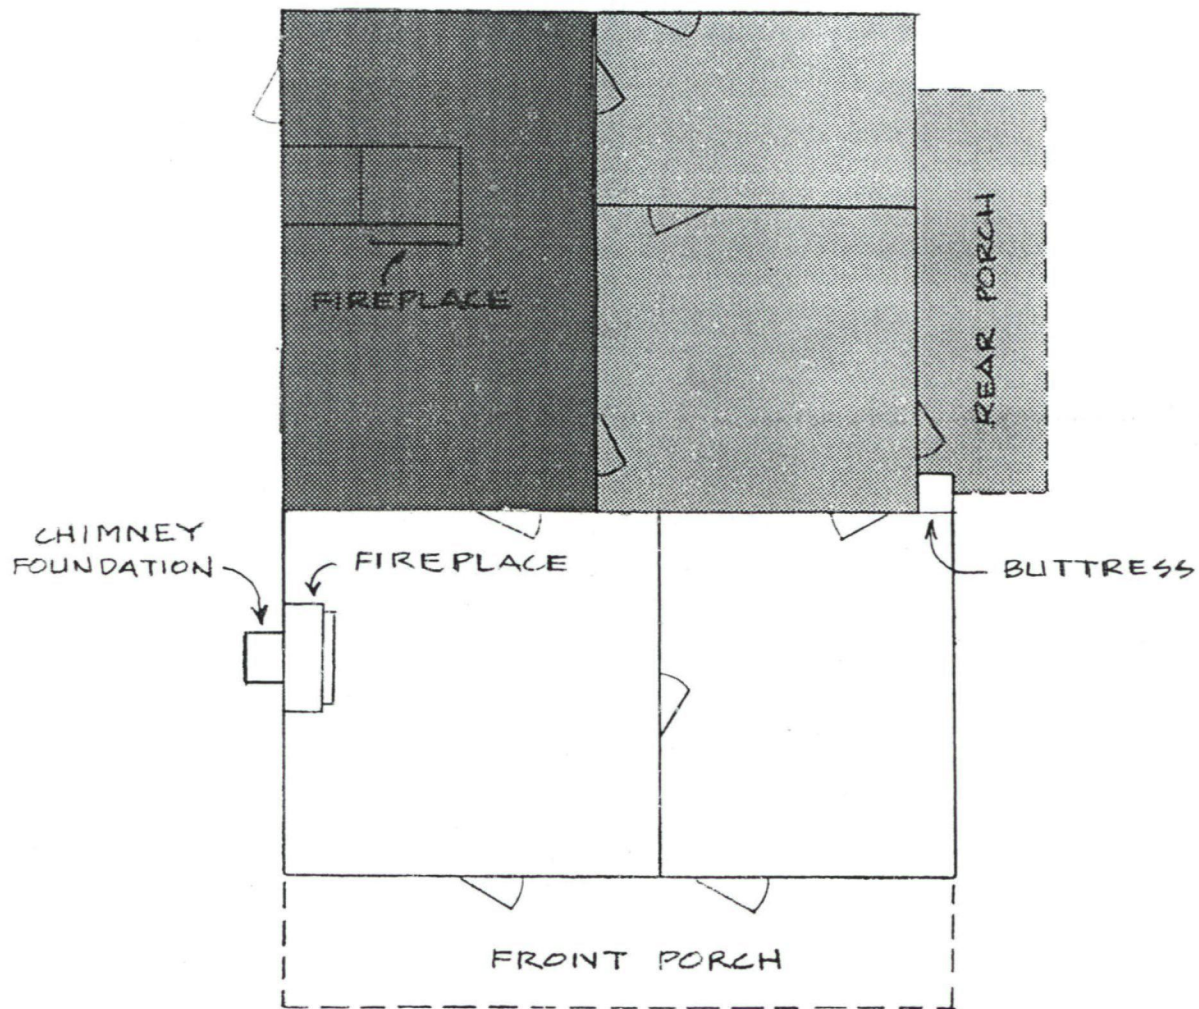 REAR PORCH
FIREPLACE
CHIMNEY
FOUNDATION
FIREPLACE
BUTTRESS
FRONT PORCH